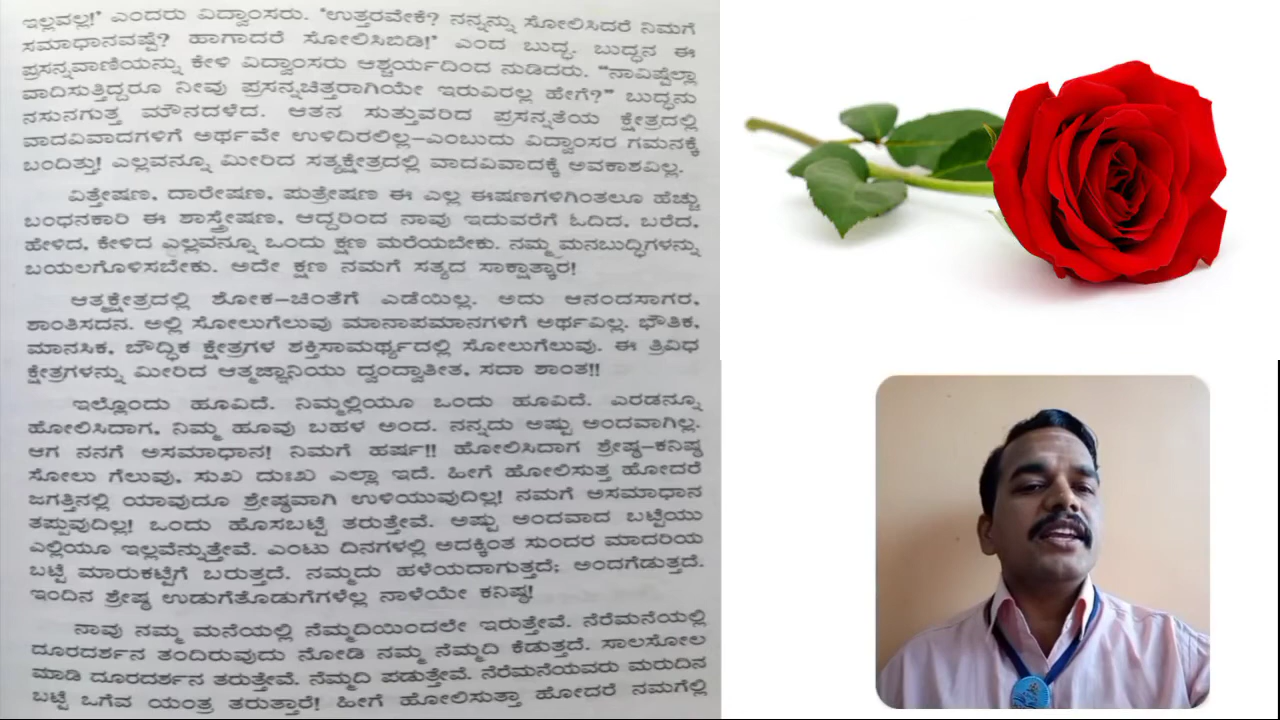 ಇಲ್ಲವಲ್ಲ!" ಎಂದರು ವಿದ್ವಾಂಸರು. "ಉತ್ತರವೇಕೆ? ನನ್ನನ್ನು ಸೋಲಿಸಿದರೆ ನಿಮಗೆ
ಸಮಾಧಾನವಷ್ಟೆ? ಹಾಗಾದರೆ ಸೋಲಿಸಿಬಿಡಿ!" ಎಂದ ಬುದ್ಧ. ಬುದ್ಧನ ಈ
ಪ್ರಸನ್ನವಾಣಿಯನ್ನು ಕೇಳಿ ವಿದ್ವಾಂಸರು ಆಶ್ಚರ್ಯದಿಂದ ನುಡಿದರು. "ನಾವಿಷ್ಟೆಲ್ಲಾ
ವಾದಿಸುತ್ತಿದ್ದರೂ ನೀವು ಪ್ರಸನ್ನಚಿತ್ತರಾಗಿಯೇ ಇರುವಿರಲ್ಲ ಹೇಗೆ?" ಬುದ್ಧನು
ನಸುನಗುತ್ತ ಮೌನದಳೆದ. ಆತನ ಸುತ್ತುವರಿದ ಪ್ರಸನ್ನತೆಯ ಕ್ಷೇತ್ರದಲ್ಲಿ
ವಾದವಿವಾದಗಳಿಗೆ ಅರ್ಥವೇ ಉಳಿದಿರಲಿಲ್ಲ–ಎಂಬುದು ವಿದ್ವಾಂಸರ ಗಮನಕ್ಕೆ
ಬಂದಿತ್ತು! ಎಲ್ಲವನ್ನೂ ಮೀರಿದ ಸತ್ಯಕ್ಷೇತ್ರದಲ್ಲಿ ವಾದವಿವಾದಕ್ಕೆ ಅವಕಾಶವಿಲ್ಲ.
ವಿತ್ತೇಷಣ, ದಾರೇಷಣ, ಪುತ್ರೇಷಣ ಈ ಎಲ್ಲ ಈಷಣಗಳಿಗಿಂತಲೂ ಹೆಚ್ಚು
ಬಂಧನಕಾರಿ ಈ ಶಾಸ್ತ್ರೇಷಣ, ಆದ್ದರಿಂದ ನಾವು ಇದುವರೆಗೆ ಓದಿದ, ಬರೆದ,
ಹೇಳಿದ, ಕೇಳಿದ ಎಲ್ಲವನ್ನೂ ಒಂದು ಕ್ಷಣ ಮರೆಯಬೇಕು. ನಮ್ಮ ಮನಬುದ್ಧಿಗಳನ್ನು
ಬಯಲಗೊಳಿಸಬೇಕು. ಅದೇ ಕ್ಷಣ ನಮಗೆ ಸತ್ಯದ ಸಾಕ್ಷಾತ್ಕಾರ!
ಆತ್ಮಕ್ಷೇತ್ರದಲ್ಲಿ ಶೋಕ–ಚಿಂತೆಗೆ ಎಡೆಯಿಲ್ಲ. ಅದು ಆನಂದಸಾಗರ,
ಶಾಂತಿಸದನ. ಅಲ್ಲಿ ಸೋಲುಗೆಲುವು ಮಾನಾಪಮಾನಗಳಿಗೆ ಅರ್ಥವಿಲ್ಲ. ಭೌತಿಕ,
ಮಾನಸಿಕ, ಬೌದ್ಧಿಕ ಕ್ಷೇತ್ರಗಳ ಶಕ್ತಿಸಾಮರ್ಥ್ಯದಲ್ಲಿ ಸೋಲುಗೆಲುವು. ಈ ತ್ರಿವಿಧ
ಕ್ಷೇತ್ರಗಳನ್ನು ಮೀರಿದ ಆತ್ಮಜ್ಞಾನಿಯು ದ್ವಂದ್ವಾತೀತ, ಸದಾ ಶಾಂತ!!
ಇಲ್ಲೊಂದು ಹೂವಿದೆ. ನಿಮ್ಮಲ್ಲಿಯೂ ಒಂದು ಹೂವಿದೆ. ಎರಡನ್ನೂ
ಹೋಲಿಸಿದಾಗ, ನಿಮ್ಮ ಹೂವು ಬಹಳ ಅಂದ. ನನ್ನದು ಅಷ್ಟು ಅಂದವಾಗಿಲ್ಲ.
ಆಗ ನನಗೆ ಅಸಮಾಧಾನ! ನಿಮಗೆ ಹರ್ಷ!! ಹೋಲಿಸಿದಾಗ ಶ್ರೇಷ್ಠ–ಕನಿಷ್ಠ
ಸೋಲು ಗೆಲುವು, ಸುಖ ದುಃಖ ಎಲ್ಲಾ ಇದೆ. ಹೀಗೆ ಹೋಲಿಸುತ್ತ ಹೋದರೆ
ಜಗತ್ತಿನಲ್ಲಿ ಯಾವುದೂ ಶ್ರೇಷ್ಠವಾಗಿ ಉಳಿಯುವುದಿಲ್ಲ! ನಮಗೆ ಅಸಮಾಧಾನ
ತಪ್ಪುವುದಿಲ್ಲ! ಒಂದು ಹೊಸಬಟ್ಟೆ ತರುತ್ತೇವೆ. ಅಷ್ಟು ಅಂದವಾದ ಬಟ್ಟೆಯು
ಎಲ್ಲಿಯೂ ಇಲ್ಲವೆನ್ನುತ್ತೇವೆ. ಎಂಟು ದಿನಗಳಲ್ಲಿ ಅದಕ್ಕಿಂತ ಸುಂದರ ಮಾದರಿಯ
ಬಟ್ಟೆ ಮಾರುಕಟ್ಟೆಗೆ ಬರುತ್ತದೆ. ನಮ್ಮದು ಹಳೆಯದಾಗುತ್ತದೆ; ಅಂದಗೆಡುತ್ತದೆ.
ಇಂದಿನ ಶ್ರೇಷ್ಠ ಉಡುಗೆತೊಡುಗೆಗಳೆಲ್ಲ ನಾಳೆಯೇ ಕನಿಷ್ಠ!
ನಾವು ನಮ್ಮ ಮನೆಯಲ್ಲಿ ನೆಮ್ಮದಿಯಿಂದಲೇ ಇರುತ್ತೇವೆ. ನೆರೆಮನೆಯಲ್ಲಿ
ದೂರದರ್ಶನ ತಂದಿರುವುದು ನೋಡಿ ನಮ್ಮ ನೆಮ್ಮದಿ ಕೆಡುತ್ತದೆ. ಸಾಲಸೋಲ
ಮಾಡಿ ದೂರದರ್ಶನ ತರುತ್ತೇವೆ. ನೆಮ್ಮದಿ ಪಡುತ್ತೇವೆ. ನೆರೆಮನೆಯವರು ಮರುದಿನ
ಬಟ್ಟೆ ಒಗೆವ ಯಂತ್ರ ತರುತ್ತಾರೆ! ಹೀಗೆ ಹೋಲಿಸುತ್ತಾ ಹೋದರೆ ನಮಗೆಲ್ಲಿ